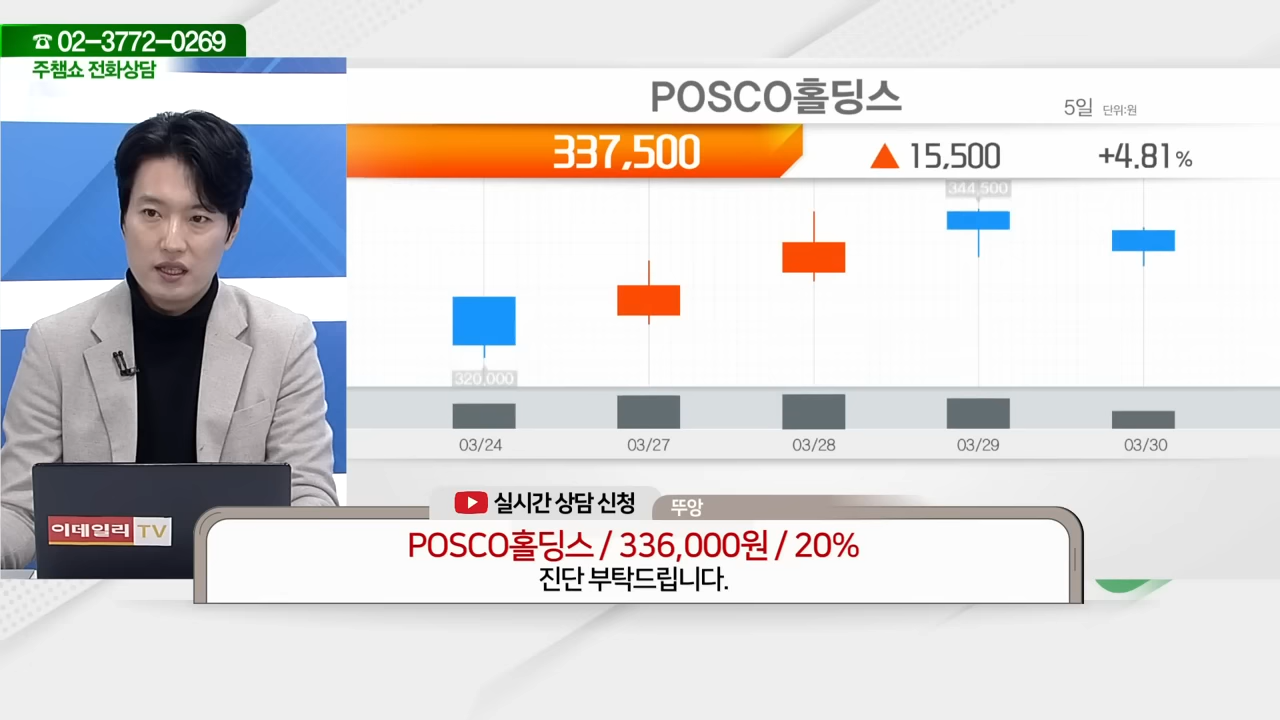 ☎ 02-3772-0269
주챔쇼 전화상담
POSCO홀딩스
5일 단위:원
337,500 ▲ 15,500 +4.81%
344,500
320,000
03/24 03/27 03/28 03/29 03/30
이데일리 TV
실시간 상담 신청 뚜앙
POSCO홀딩스 / 336,000원 / 20%
진단 부탁드립니다.